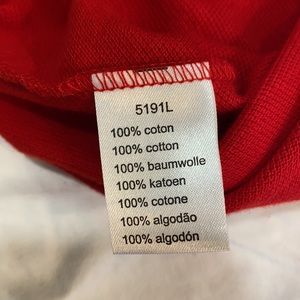 5191L
100% coton
100% cotton
100% baumwolle
100% katoen
100% cotone
100% algodão
100% algodón